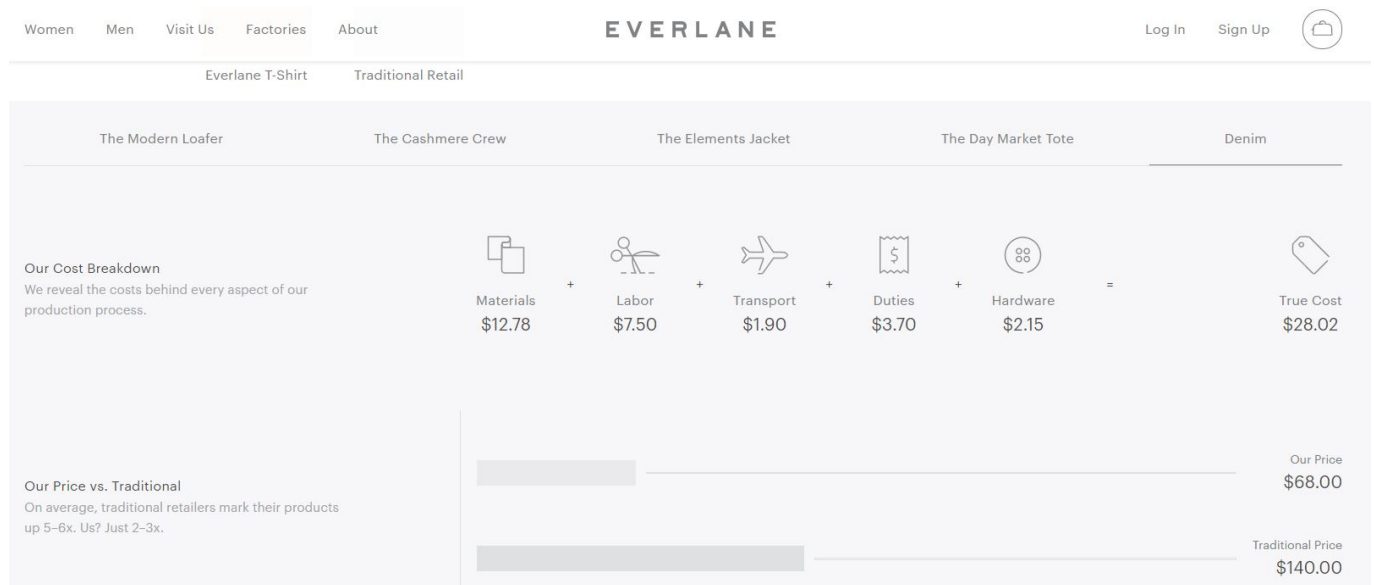 Women Men Visit Us Factories About EVERLANE Log In Sign Up
Everlane T-Shirt Traditional Retail
The Modern Loafer The Cashmere Crew The Elements Jacket The Day Market Tote Denim
Our Cost Breakdown
We reveal the costs behind every aspect of our
production process.
$
Materials + Labor + Transport + Duties + Hardware = True Cost
$12.78 $7.50 $1.90 $3.70 $2.15 $28.02
Our Price vs. Traditional
On average, traditional retailers mark their products
up 5–6x. Us? Just 2–3x.
Our Price
$68.00
Traditional Price
$140.00